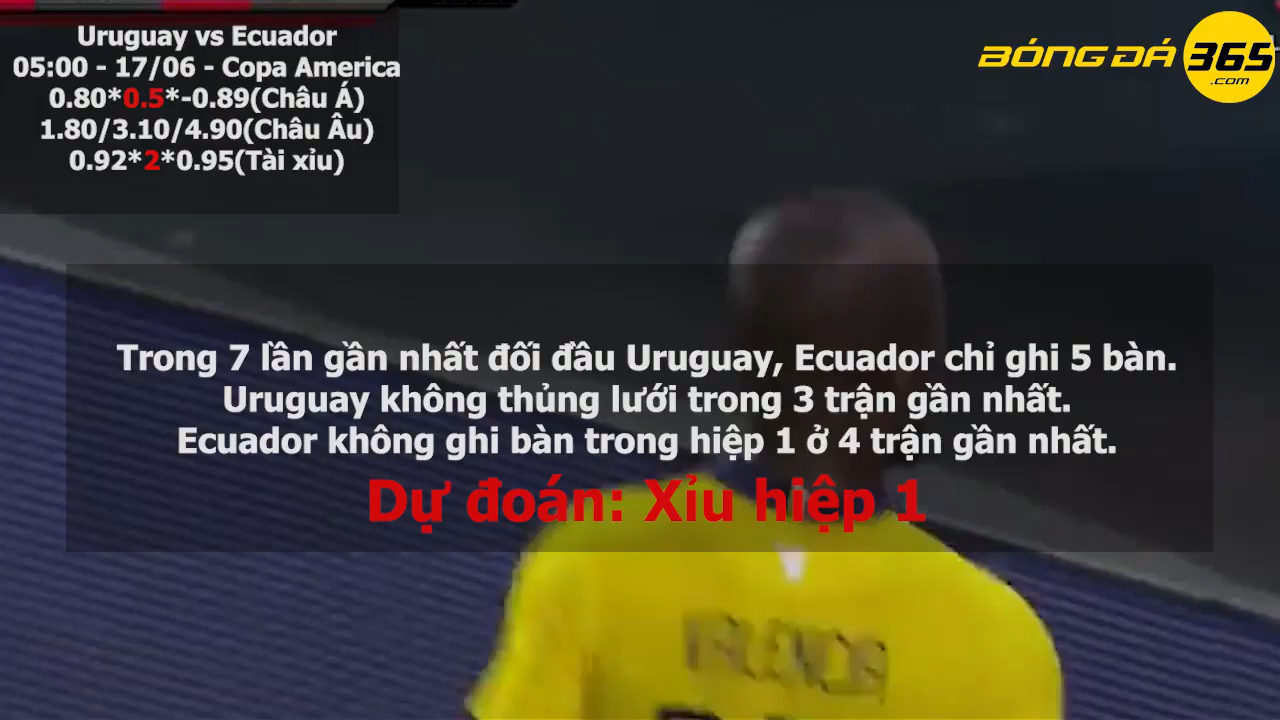 Uruguay vs Ecuador
05:00 - 17/06 - Copa America
0.80*0.5*-0.89(Châu Á)
1.80/3.10/4.90(Châu Âu)
0.92*2*0.95(Tài xỉu)
BÓNG ĐÁ 365
.COM
Trong 7 lần gần nhất đối đầu Uruguay, Ecuador chỉ ghi 5 bàn.
Uruguay không thủng lưới trong 3 trận gần nhất.
Ecuador không ghi bàn trong hiệp 1 ở 4 trận gần nhất.
Dự đoán: Xỉu hiệp 1
VALENCIA